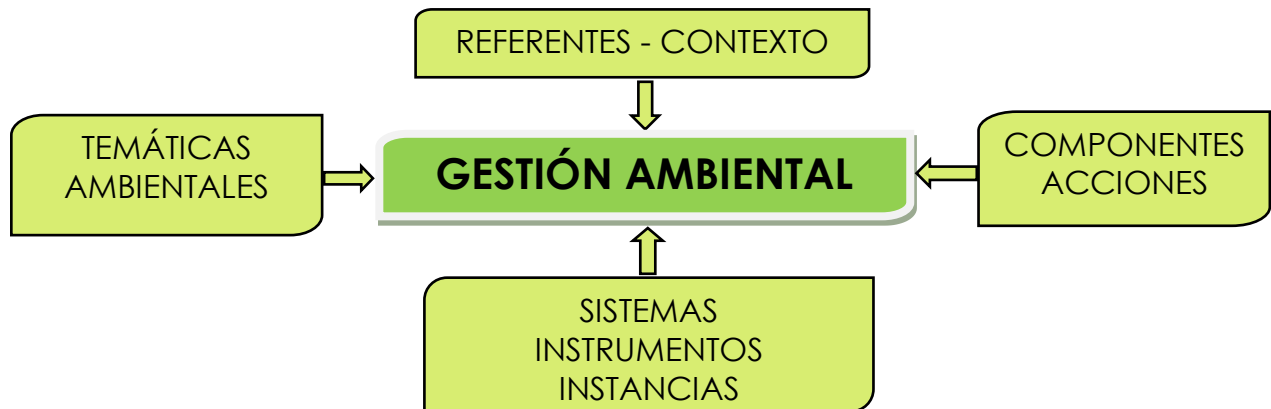 REFERENTES - CONTEXTO
TEMÁTICAS
AMBIENTALES
GESTIÓN AMBIENTAL
COMPONENTES
ACCIONES
SISTEMAS
INSTRUMENTOS
INSTANCIAS